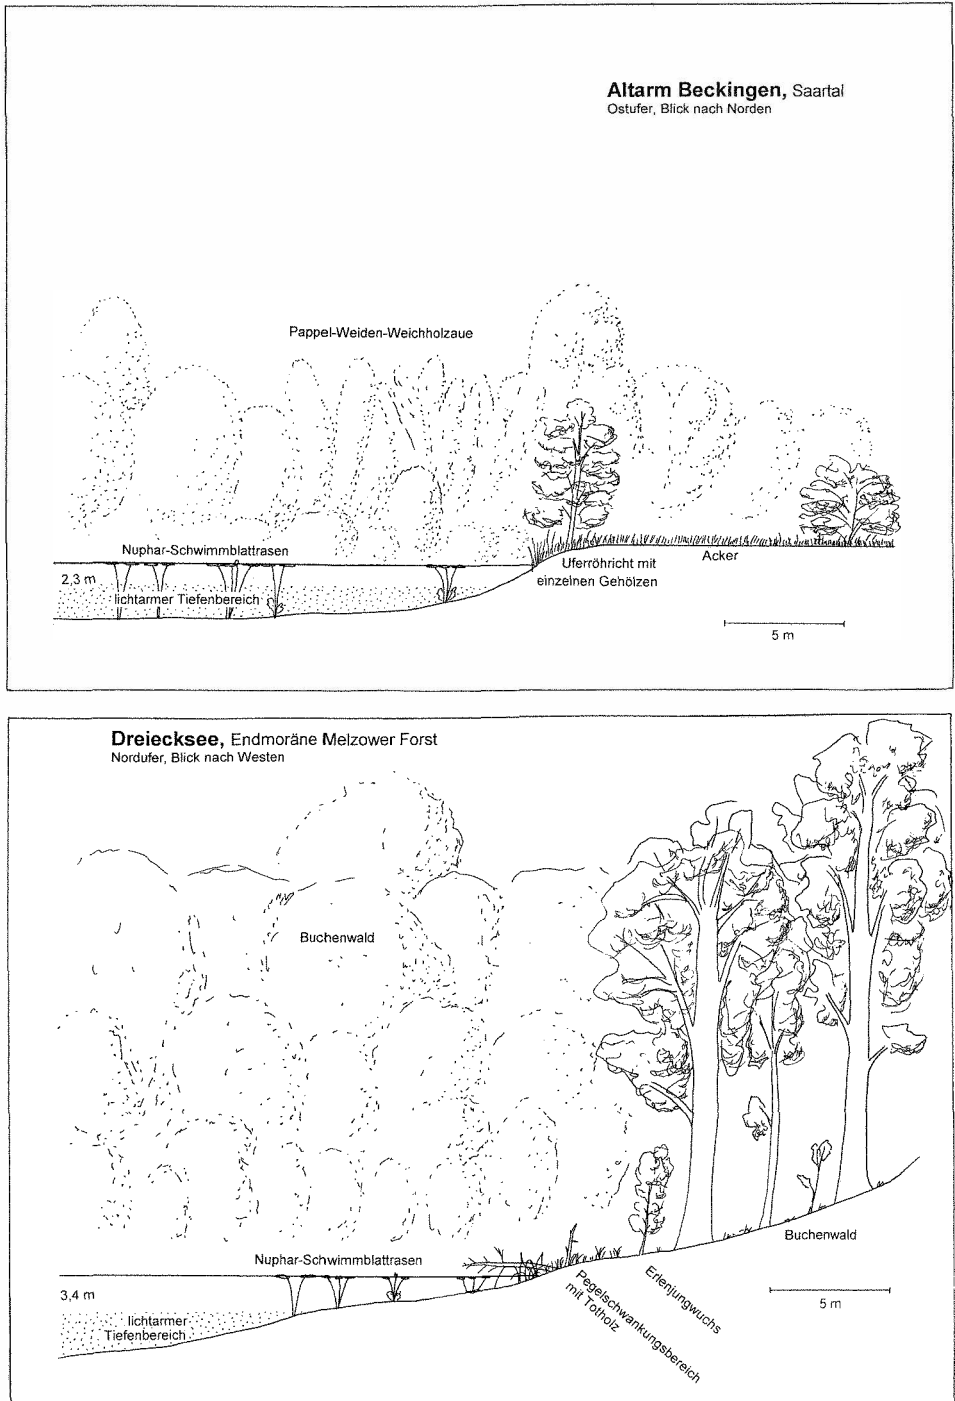 Altarm Beckingen, Saartal
Ostufer, Blick nach Norden
Pappel-Weiden-Weichholzaue
Nuphar-Schwimmblattrasen
2,3 m
lichtarmer Tiefenbereich
Uferröhricht mit
einzelnen Gehölzen
Acker
5 m
Dreiecksee, Endmoräne Melzower Forst
Nordufer, Blick nach Westen
Buchenwald
Buchenwald
Nuphar-Schwimmblattrasen
3,4 m
lichtarmer
Tiefenbereich
Pegelschwankungsbereich
mit Totholz
Erlenjungwuchs
5 m